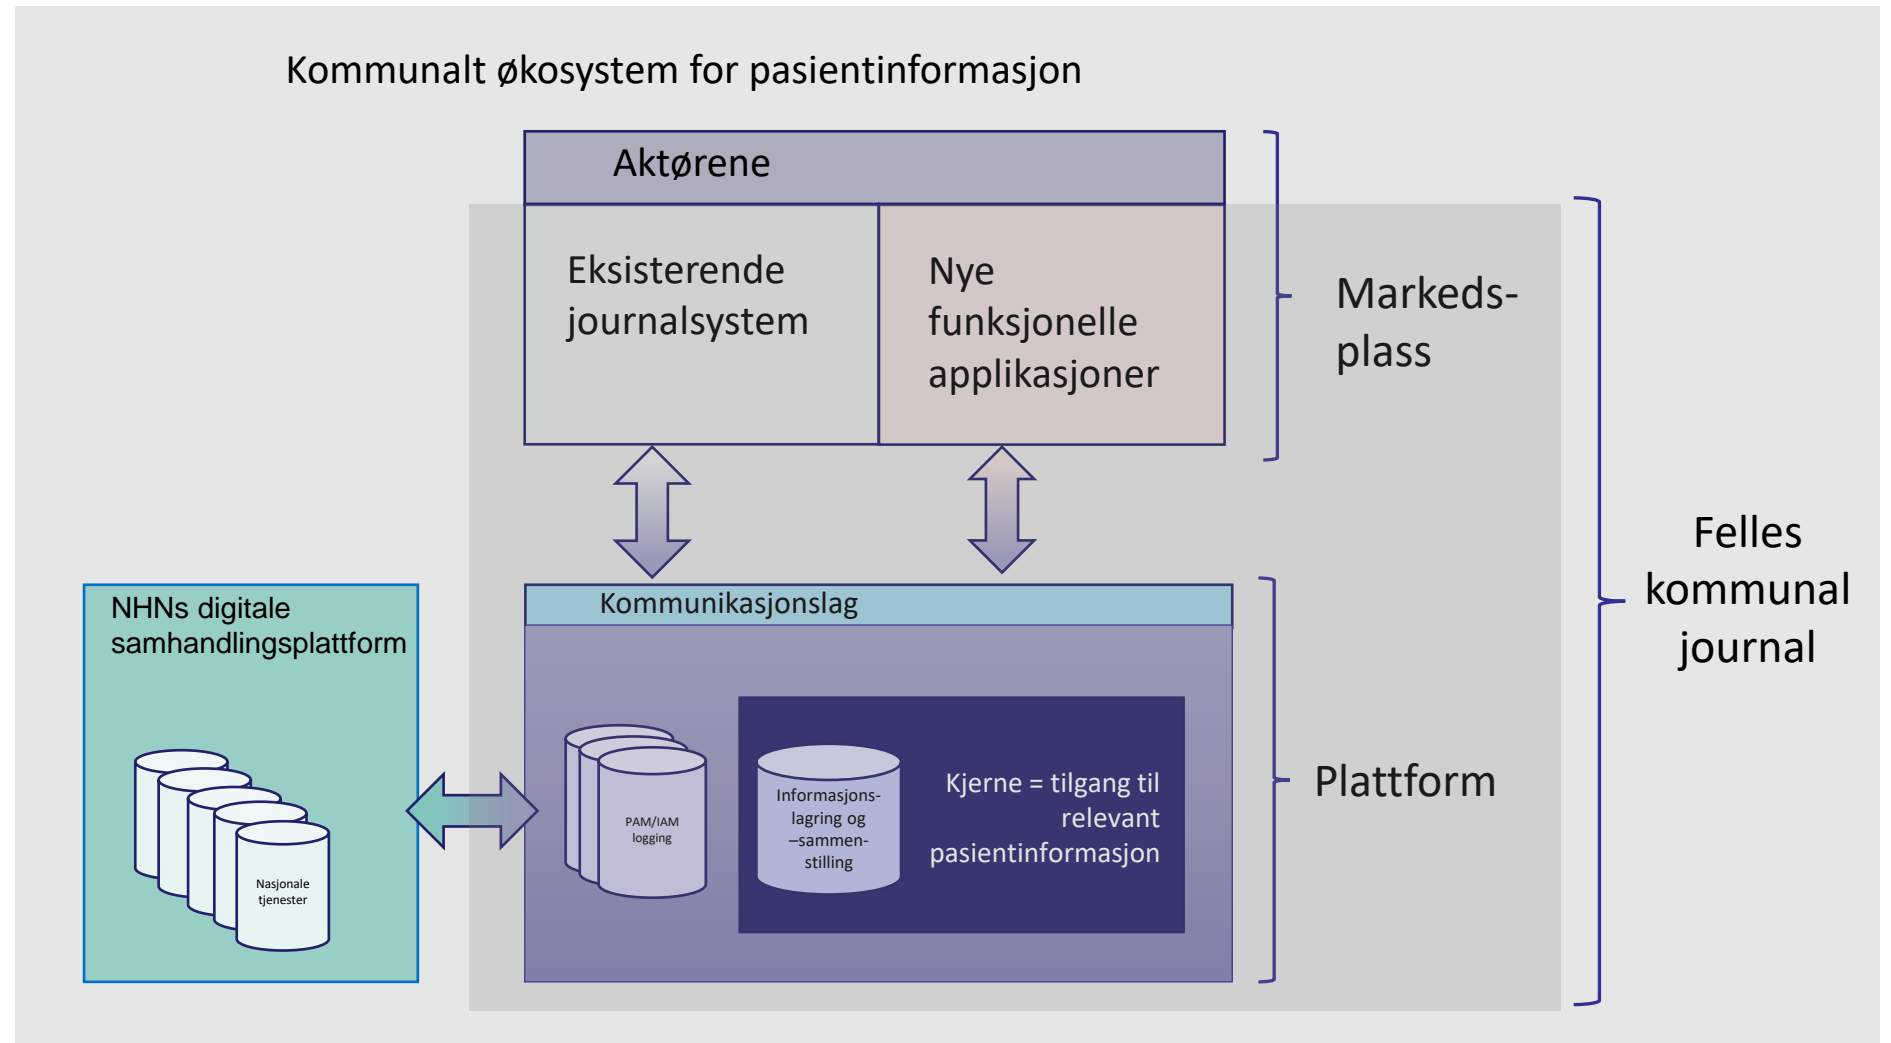 Kommunalt økosystem for pasientinformasjon
Aktørene
Eksisterende
journalsystem
Nye
funksjonelle
applikasjoner
Markeds-
plass
Felles
kommunal
journal
NHNs digitale
samhandlingsplattform
Nasjonale
tjenester
Kommunikasjonslag
PAM/IAM
logging
Informasjons-
lagring og
–sammen-
stilling
Kjerne = tilgang til
relevant
pasientinformasjon
Plattform